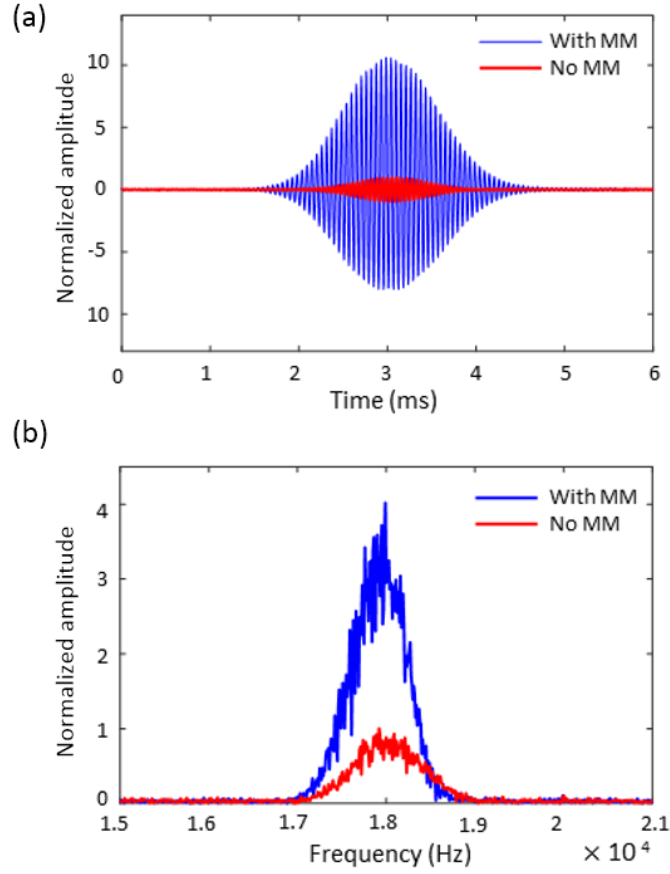 (a)
With MM
No MM
Normalized amplitude
10
5
0
-5
10
0 1 2 3 4 5 6
Time (ms)
(b)
With MM
No MM
Normalized amplitude
4
3
2
1
0
1.5 1.6 1.7 1.8 1.9 2 2.1
Frequency (Hz) × 10⁴